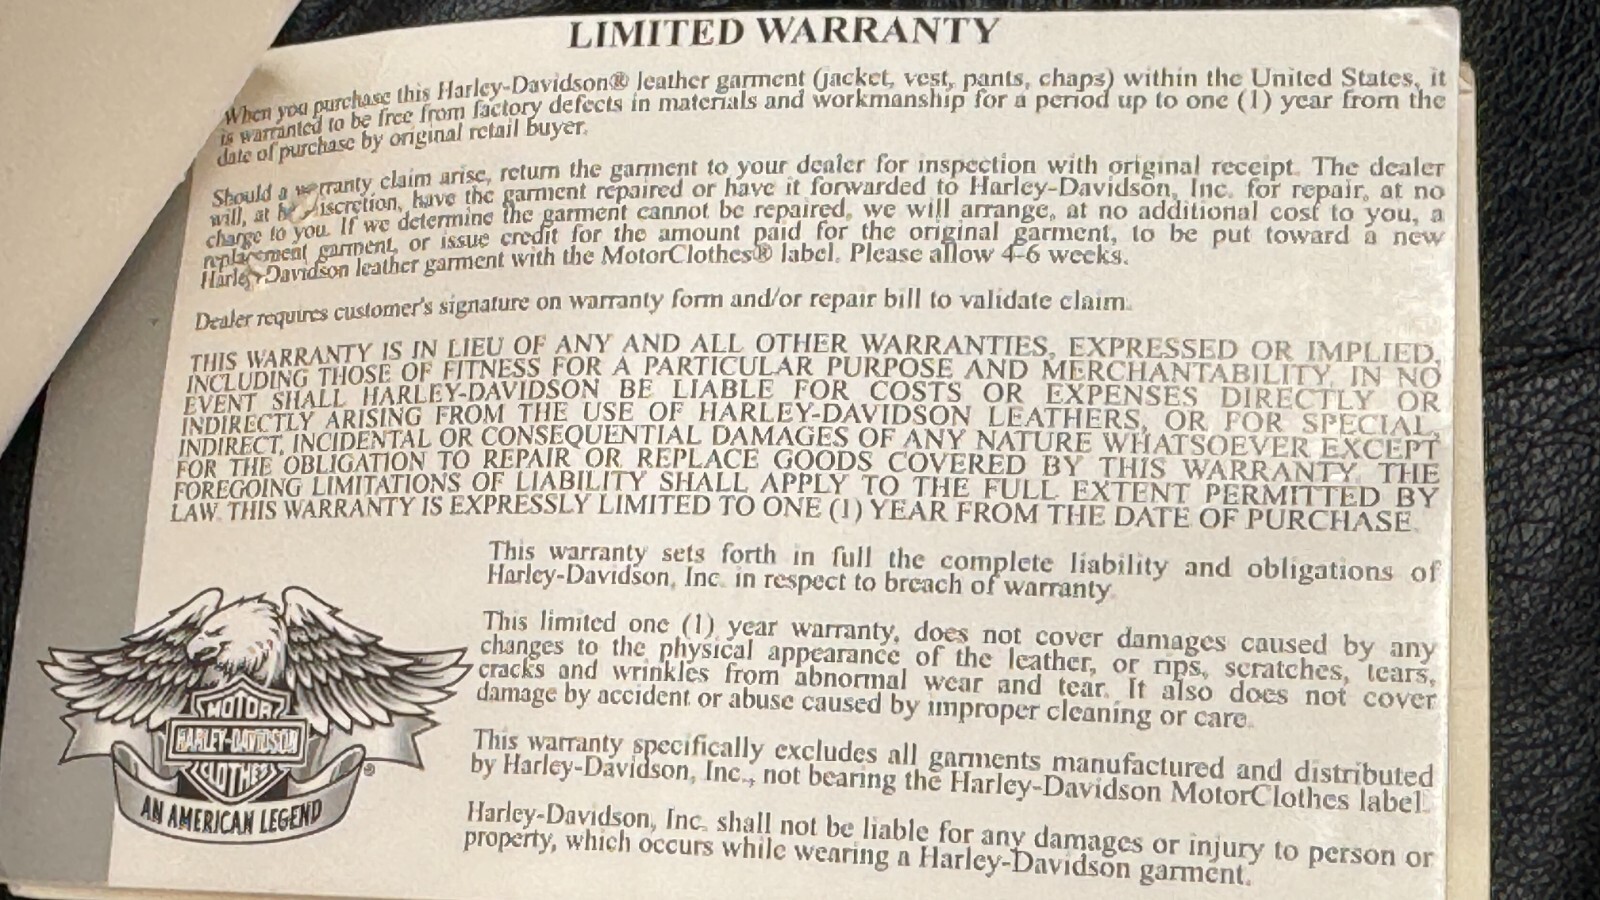 LIMITED WARRANTY
When you purchase this Harley-Davidson® leather garment (jacket, vest, pants, chaps) within the United States, it
is warranted to be free from factory defects in materials and workmanship for a period up to one (1) year from the
date of purchase by original retail buyer.
Should a warranty claim arise, return the garment to your dealer for inspection with original receipt. The dealer
will, at discretion, have the garment repaired or have it forwarded to Harley-Davidson, Inc. for repair, at no
charge to you. If we determine the garment cannot be repaired, we will arrange, at no additional cost to you, a
replacement garment, or issue credit for the amount paid for the original garment, to be put toward a new
Harley-Davidson leather garment with the MotorClothes® label. Please allow 4-6 weeks.
Dealer requires customer's signature on warranty form and/or repair bill to validate claim.
THIS WARRANTY IS IN LIEU OF ANY AND ALL OTHER WARRANTIES, EXPRESSED OR IMPLIED,
INCLUDING THOSE OF FITNESS FOR A PARTICULAR PURPOSE AND MERCHANTABILITY. IN NO
EVENT SHALL HARLEY-DAVIDSON BE LIABLE FOR COSTS OR EXPENSES DIRECTLY OR
INDIRECTLY ARISING FROM THE USE OF HARLEY-DAVIDSON LEATHERS, OR FOR SPECIAL,
INDIRECT, INCIDENTAL OR CONSEQUENTIAL DAMAGES OF ANY NATURE WHATSOEVER EXCEPT
FOR THE OBLIGATION TO REPAIR OR REPLACE GOODS COVERED BY THIS WARRANTY. THE
FOREGOING LIMITATIONS OF LIABILITY SHALL APPLY TO THE FULL EXTENT PERMITTED BY
LAW. THIS WARRANTY IS EXPRESSLY LIMITED TO ONE (1) YEAR FROM THE DATE OF PURCHASE.
This warranty sets forth in full the complete liability and obligations of
Harley-Davidson, Inc. in respect to breach of warranty.
This limited one (1) year warranty, does not cover damages caused by any
changes to the physical appearance of the leather, or rips, scratches, tears,
cracks and wrinkles from abnormal wear and tear. It also does not cover
damage by accident or abuse caused by improper cleaning or care.
This warranty specifically excludes all garments manufactured and distributed
by Harley-Davidson, Inc., not bearing the Harley-Davidson MotorClothes label.
Harley-Davidson, Inc. shall not be liable for any damages or injury to person or
property, which occurs while wearing a Harley-Davidson garment.
MOTOR
HARLEY-DAVIDSON
CLOTHES
®
AN AMERICAN LEGEND